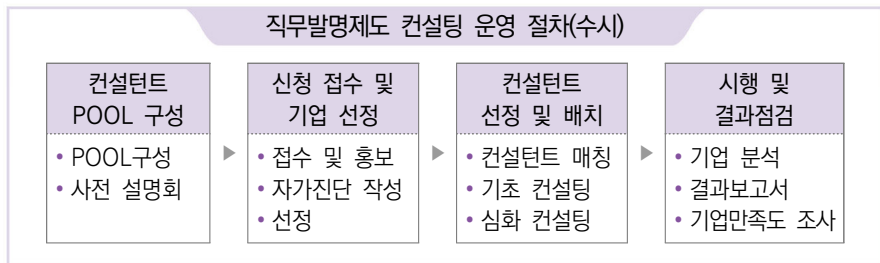 직무발명제도 컨설팅 운영 절차(수시)
컨설턴트
POOL 구성
• POOL구성
• 사전 설명회
신청 접수 및
기업 선정
• 접수 및 홍보
• 자가진단 작성
• 선정
컨설턴트
선정 및 배치
• 컨설턴트 매칭
• 기초 컨설팅
• 심화 컨설팅
시행 및
결과점검
• 기업 분석
• 결과보고서
• 기업만족도 조사